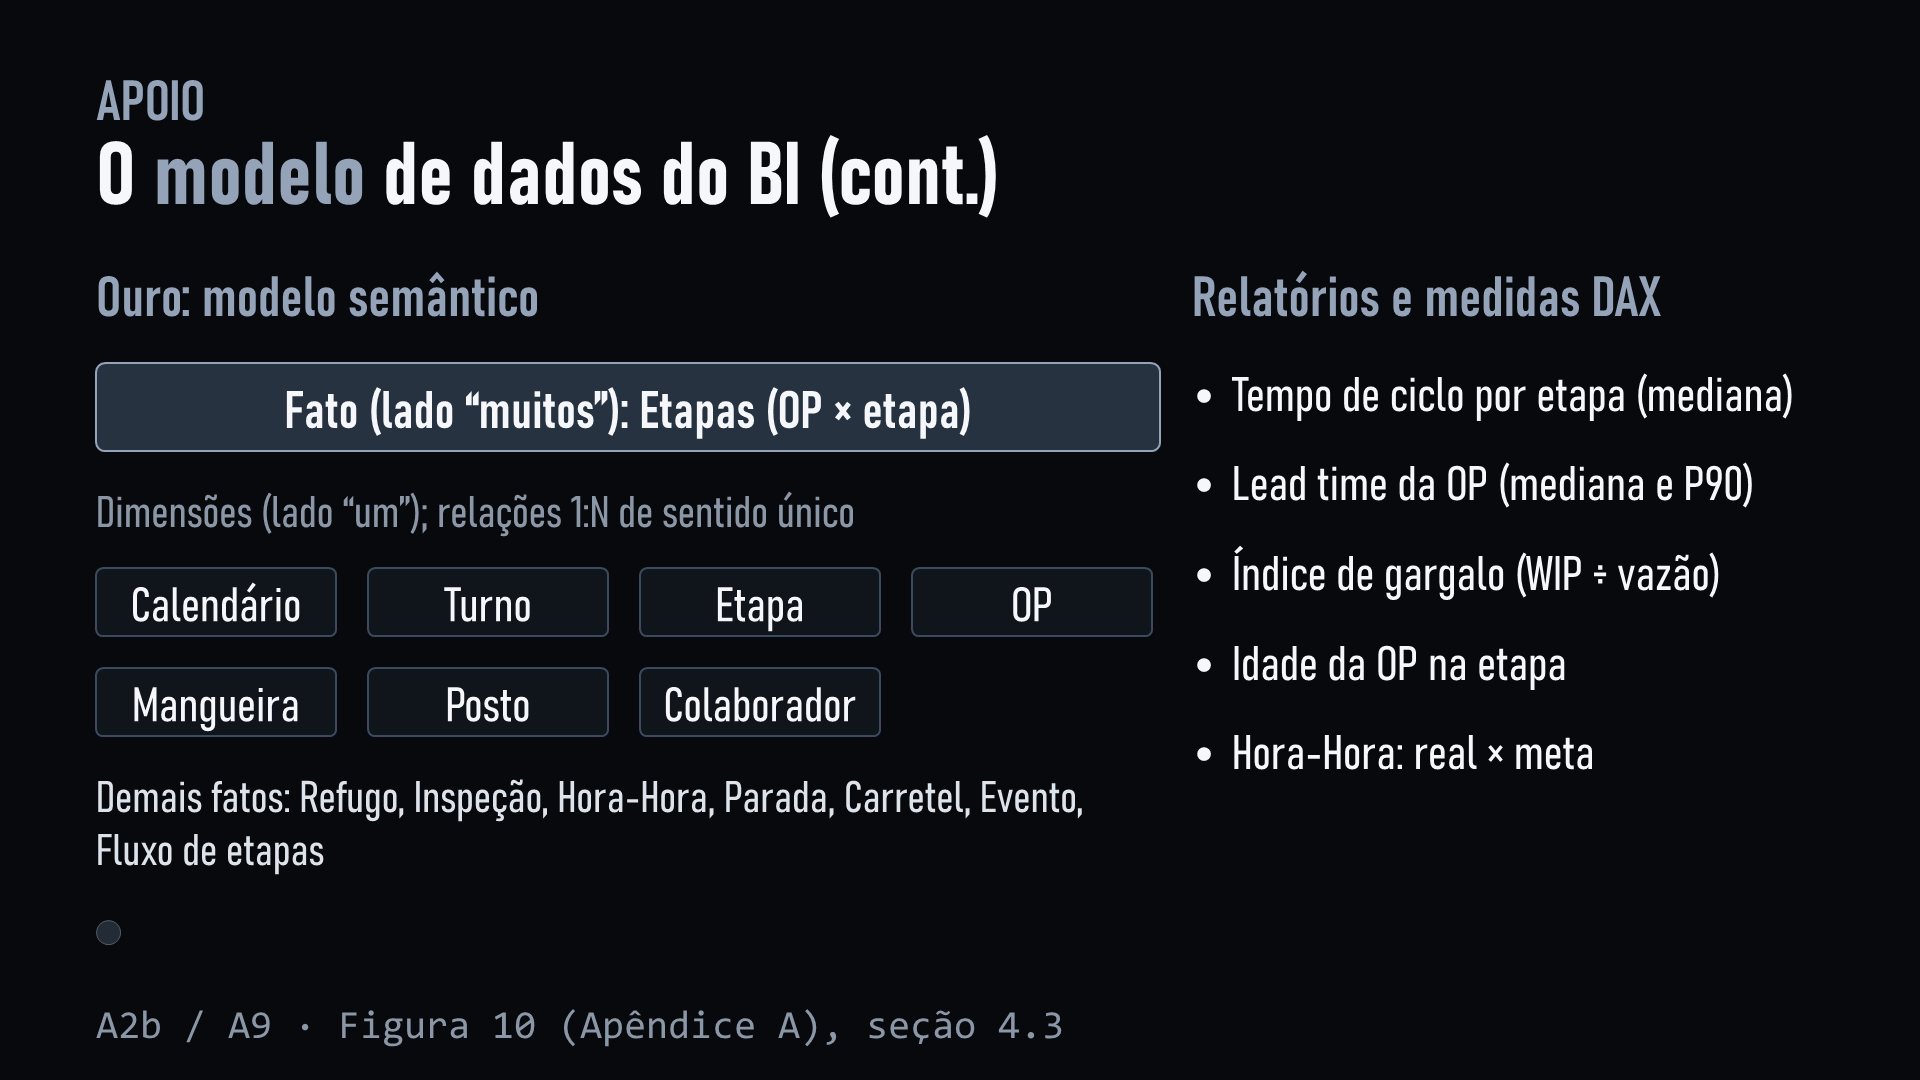 APOIO
O modelo de dados do BI (cont.)
Ouro: modelo semântico
Fato (lado “muitos”): Etapas (OP × etapa)
Dimensões (lado “um”); relações 1:N de sentido único
Calendário
Turno
Etapa
OP
Mangueira
Posto
Colaborador
Demais fatos: Refugo, Inspeção, Hora-Hora, Parada, Carretel, Evento,
Fluxo de etapas
Relatórios e medidas DAX
• Tempo de ciclo por etapa (mediana)
• Lead time da OP (mediana e P90)
• Índice de gargalo (WIP ÷ vazão)
• Idade da OP na etapa
• Hora-Hora: real × meta
A2b / A9 · Figura 10 (Apêndice A), seção 4.3